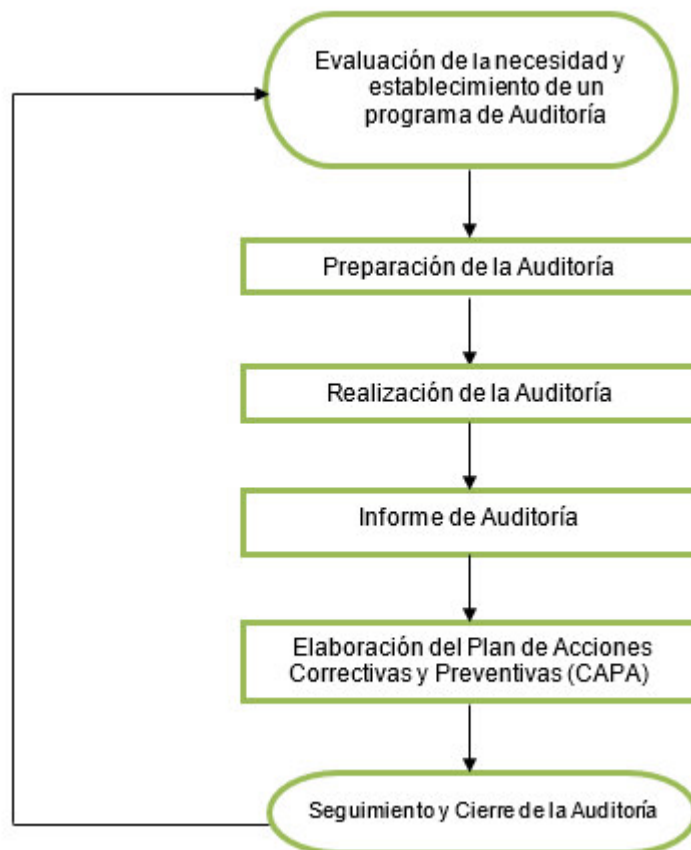 Evaluación de la necesidad y
establecimiento de un
programa de Auditoría
Preparación de la Auditoría
Realización de la Auditoría
Informe de Auditoría
Elaboración del Plan de Acciones
Correctivas y Preventivas (CAPA)
Seguimiento y Cierre de la Auditoría